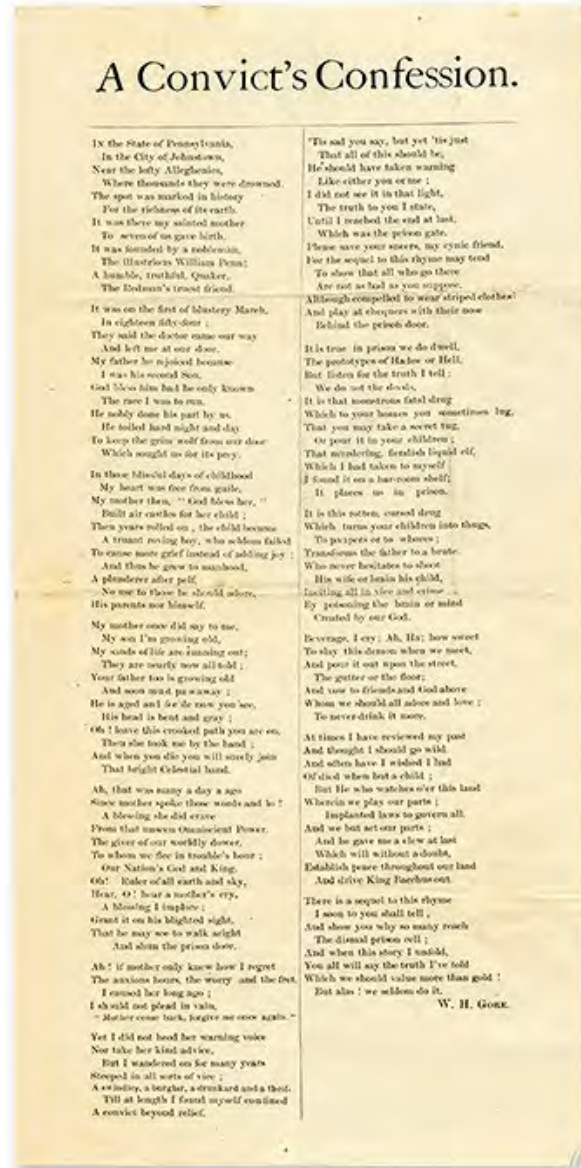 A Convict's Confession.
IN the State of Pennsylvania,
In the City of Johnstown,
Near the lofty Alleghenies,
Where thousands they were drowned.
The spot was marked in history
For the richness of its earth.
It was there my sainted mother
To seven of us gave birth.
It was founded by a nobleman,
The illustrious William Penn;
A humble, truthful, Quaker,
The Redman's truest friend.
It was on the first of blustery March,
In eighteen fifty-four ;
They said the doctor came our way
And left me at our door.
My father he rejoiced because
I was his second Son.
God bless him had he only known
The race I was to run.
He nobly done his part by us
He toiled hard night and day
To keep the grim wolf from our door
Which sought us for its prey.
In those blissful days of childhood
My heart was free from guile,
My mother then, " God bless her, "
Built air castles for her child ;
Then years rolled on , the child became
A truant roving boy, who seldom failed
To cause more grief instead of adding joy ;
And thus he grew to manhood,
A plunderer after pelf,
No use to those he should adore,
His parents nor himself.
My mother once did say to me,
My son I'm growing old,
My sands of life are running out;
They are nearly now all told ;
Your father too is growing old
And soon must pass away ;
He is aged and you see,
His head is bent and gray ;
Oh ! leave this crooked path you are on,
Then she took me by the hand ;
And when you die you will surely join
That bright Celestial band.
Ah, that was many a day a ago
Since mother spoke those words and lo !
A blessing she did crave
From that unseen Omniscient Power.
The giver of our worldly dower,
To whom we flee in trouble's hour ;
Our Nation's God and King.
Oh! Ruler of all earth and sky,
Hear, O ! hear a mother's cry,
A blessing I implore ;
Grant it on his blighted sight,
That he may see to walk aright
And shun the prison door.
Ah ! if mother only knew how I regret
The anxious hours, the worry and the fret,
I caused her long ago ;
I should not plead in vain,
" Mother come back, forgive me once again."
Yet I did not heed her warning voice
Nor take her kind advice,
But I wandered on for many years
Steeped in all sorts of vice ;
A swindler, a burglar, a drunkard and a thief.
Till at length I found myself confined
A convict beyond relief.
'Tis sad you say, but yet 'tis just
That all of this should be,
He should have taken warning
Like either you or me ;
I did not see it in that light,
The truth to you I state,
Until I reached the end at last,
Which was the prison gate.
Please save your sneers, my cynic friend,
For the sequel to this rhyme may tend
To show that all who go there
Are not as bad as you suppose.
Although compelled to wear striped clothes
And play at chequers with their nose
Behind the prison door.
It is true in prison we do dwell,
The prototypes of Hades or Hell,
But listen for the truth I tell :
We do not the devils,
It is that monstrous fatal drug
Which to your homes you sometimes lug,
That you may take a secret tug,
Or pour it in your children ;
That murdering, fiendish liquid elf,
Which I had taken to myself
I found it on a bar-room shelf;
It places us in prison.
It is this rotten, cursed drug
Which turns your children into thugs,
To paupers or to whores ;
Transforms the father to a brute.
Who never hesitates to shoot
His wife or brain his child,
Inciting all in vice and crime
By poisoning the brain or mind
Created by our God.
Beverage, I cry; Ah, Ha; how sweet
To slay this demon when we meet,
And pour it out upon the street,
The gutter or the floor;
And vow to friends and God above
Whom we should all adore and love ;
To never drink it more.
At times I have reviewed my past
And thought I should go wild
And often have I wished I had
Of died when but a child ;
But He who watches o'er this land
Wherein we play our parts ;
Implanted laws to govern all.
And we but act our parts ;
And he gave me a clew at last
Which will without a doubt,
Establish peace throughout our land
And drive King Bacchus out.
There is a sequel to this rhyme
I soon to you shall tell ,
And show you why so many reach
The dismal prison cell ;
And when this story I unfold,
You all will say the truth I've told
Which we should value more than gold !
But alas ! we seldom do it.
W. H. GORE.